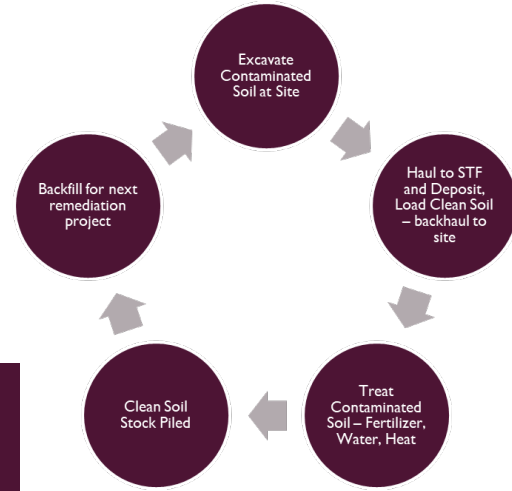 Excavate
Contaminated
Soil at Site
Haul to STF
and Deposit,
Load Clean Soil
– backhaul to
site
Treat
Contaminated
Soil – Fertilizer,
Water, Heat
Clean Soil
Stock Piled
Backfill for next
remediation
project